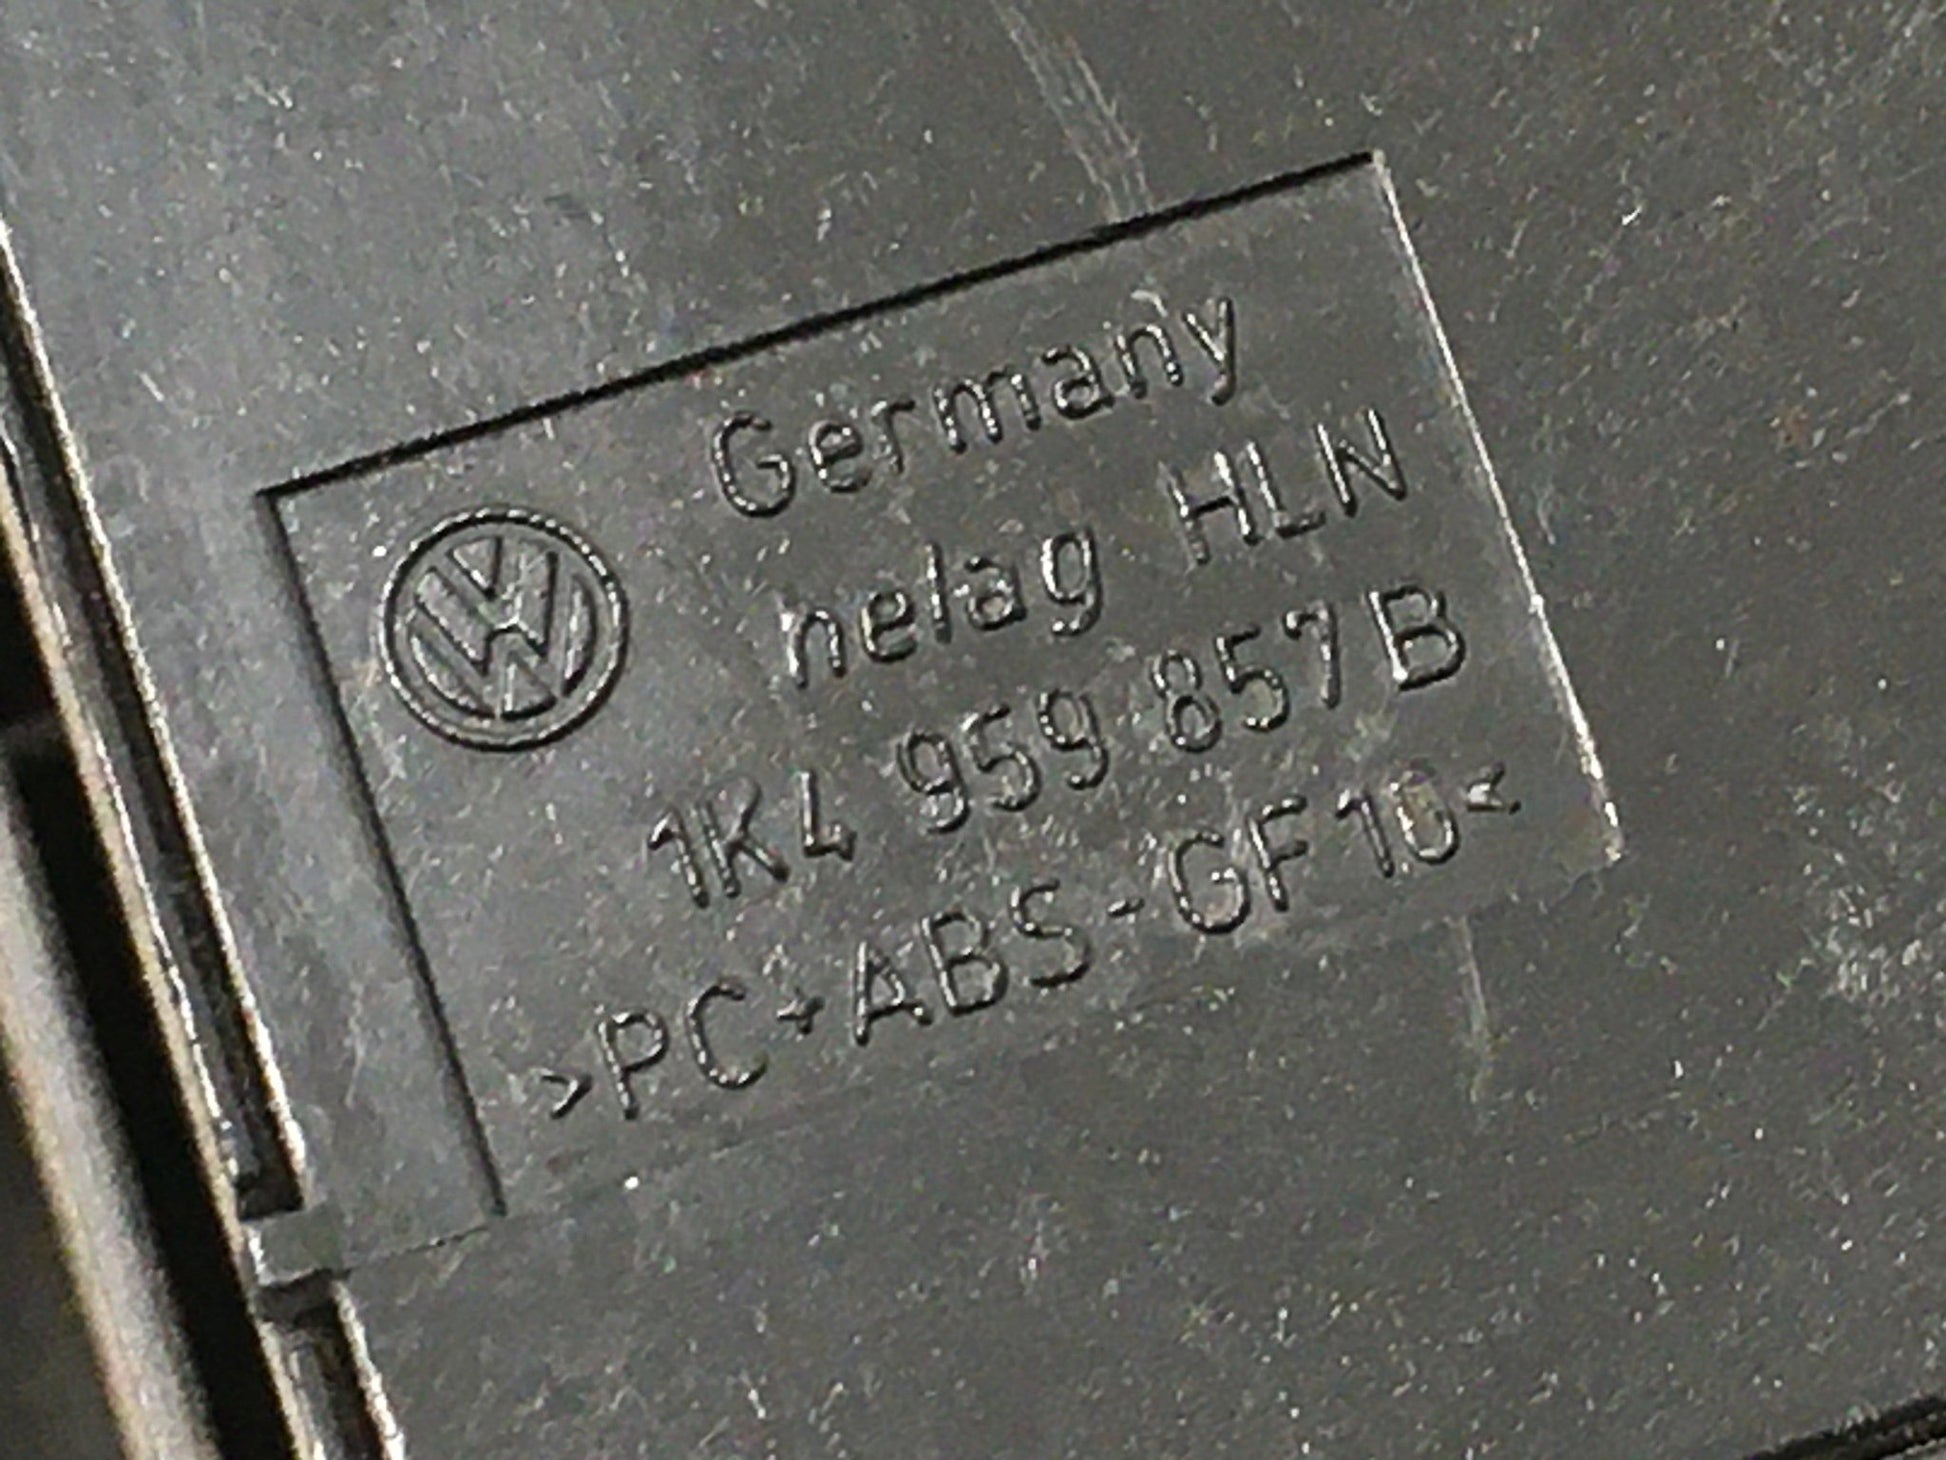 Germany
helag HLN
1K4 959 857 B
>PC+ABS-GF10<